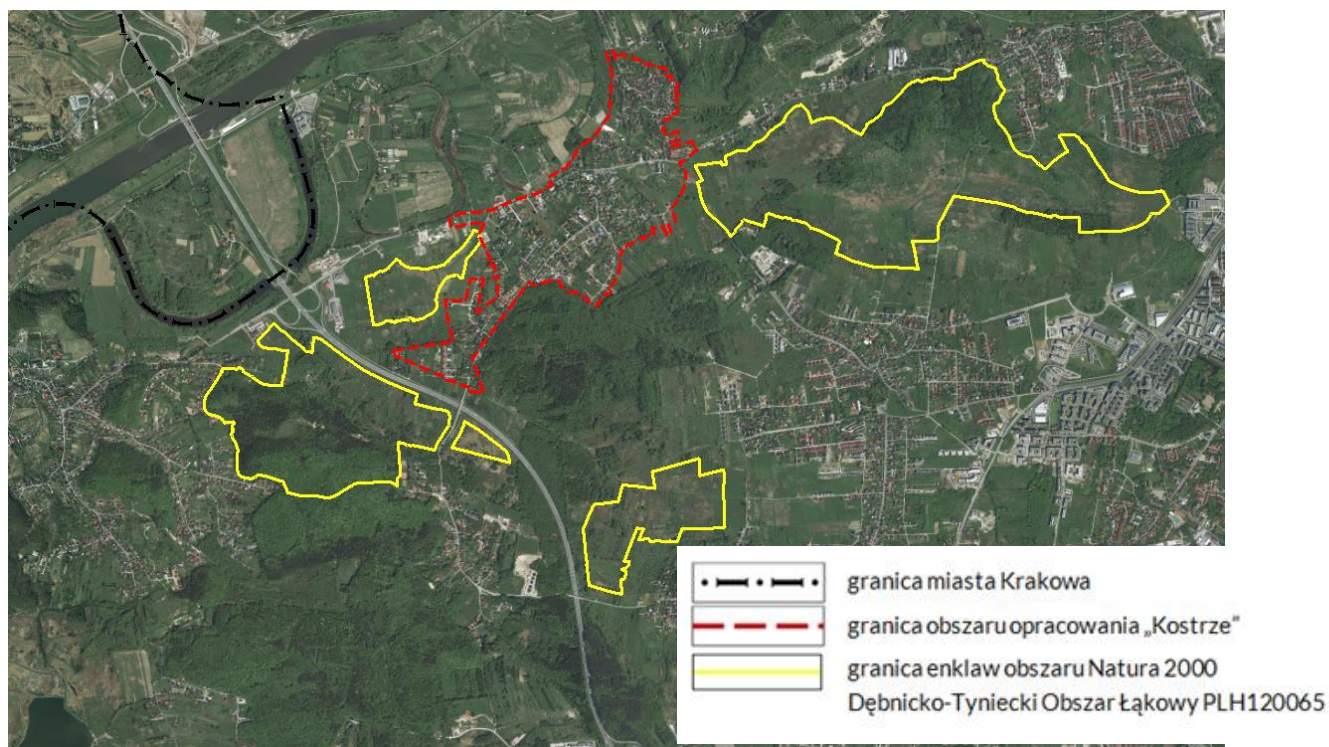 granica miasta Krakowa
granica obszaru opracowania „Kostrze”
granica enklaw obszaru Natura 2000
Dębnicko-Tyniecki Obszar Łąkowy PLH120065